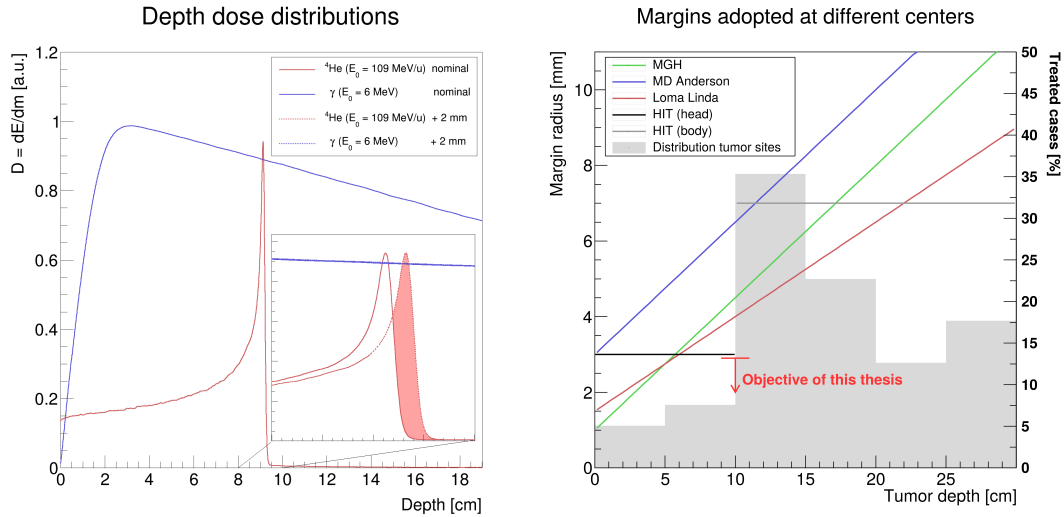 Depth dose distributions
D = dE/dm [a.u.]
1.2
1
0.8
0.6
0.4
0.2
0
⁴He (E₀ = 109 MeV/u) nominal
γ (E₀ = 6 MeV) nominal
⁴He (E₀ = 109 MeV/u) + 2 mm
γ (E₀ = 6 MeV) + 2 mm
0 2 4 6 8 10 12 14 16 18
Depth [cm]
Margins adopted at different centers
Margin radius [mm]
10
8
6
4
2
0
MGH
MD Anderson
Loma Linda
HIT (head)
HIT (body)
Distribution tumor sites
Objective of this thesis
50
45
40
35
30
25
20
15
10
5
0
Treated cases [%]
0 5 10 15 20 25
Tumor depth [cm]